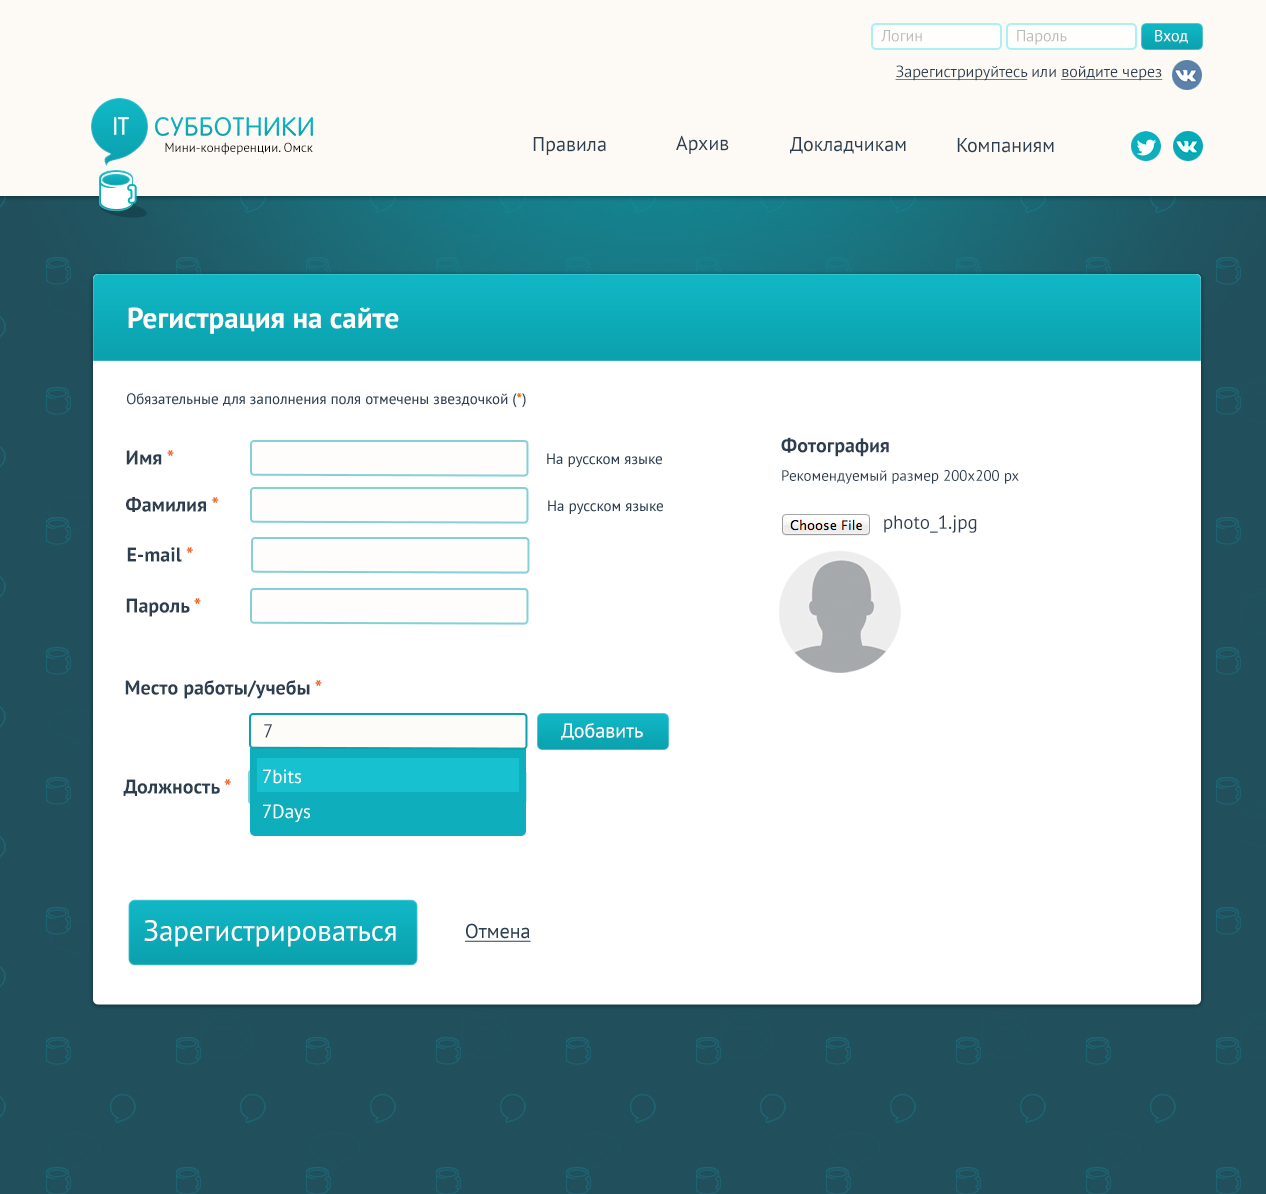 Логин
Пароль
Вход
Зарегистрируйтесь или войдите через
IT
СУББОТНИКИ
Мини-конференции. Омск
Правила
Архив
Докладчикам
Компаниям
Регистрация на сайте
Обязательные для заполнения поля отмечены звездочкой (*)
Имя *
На русском языке
Фамилия *
На русском языке
E-mail *
Пароль *
Фотография
Рекомендуемый размер 200x200 px
Choose File
photo_1.jpg
Место работы/учебы *
7
Добавить
7bits
7Days
Должность *
Зарегистрироваться
Отмена